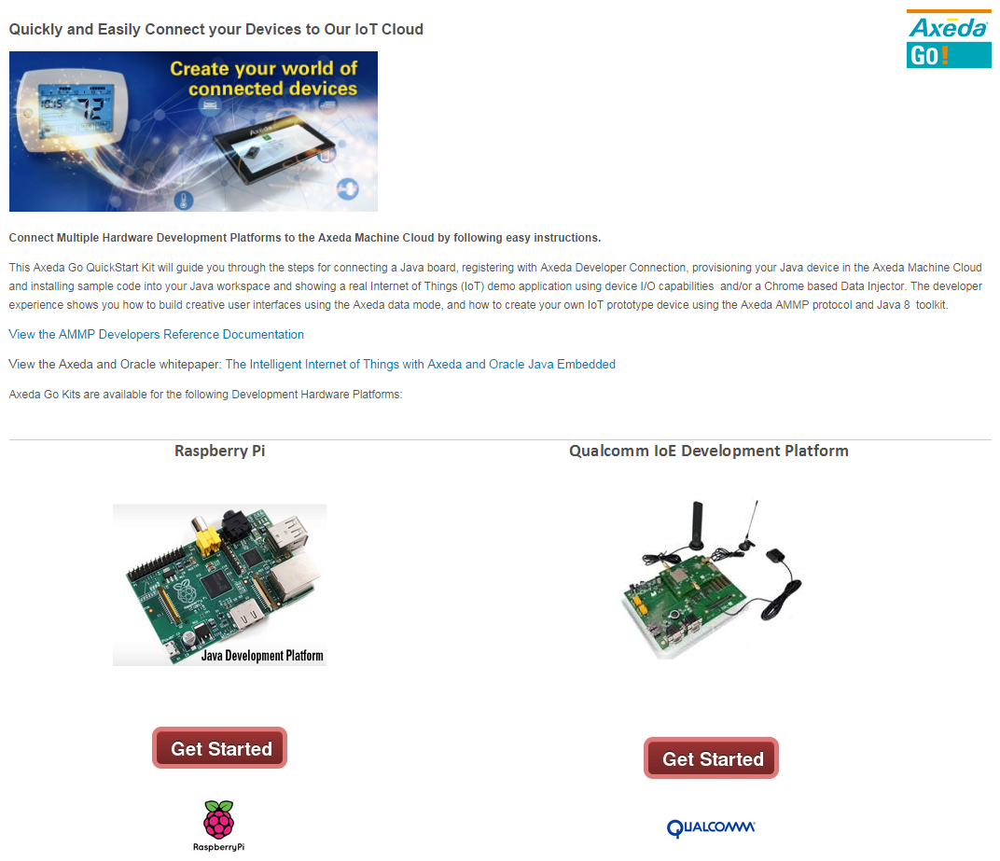 Quickly and Easily Connect your Devices to Our IoT Cloud
Axeda
Go!
Create your world of
connected devices
10:15
72
Axeda
Connect Multiple Hardware Development Platforms to the Axeda Machine Cloud by following easy instructions.
This Axeda Go QuickStart Kit will guide you through the steps for connecting a Java board, registering with Axeda Developer Connection, provisioning your Java device in the Axeda Machine Cloud
and installing sample code into your Java workspace and showing a real Internet of Things (IoT) demo application using device I/O capabilities  and/or a Chrome based Data Injector. The developer
experience shows you how to build creative user interfaces using the Axeda data mode, and how to create your own IoT prototype device using the Axeda AMMP protocol and Java 8  toolkit.
View the AMMP Developers Reference Documentation
View the Axeda and Oracle whitepaper: The Intelligent Internet of Things with Axeda and Oracle Java Embedded
Axeda Go Kits are available for the following Development Hardware Platforms:
Raspberry Pi
Qualcomm IoE Development Platform
Java Development Platform
Get Started
Get Started
RaspberryPi
QUALCOMM